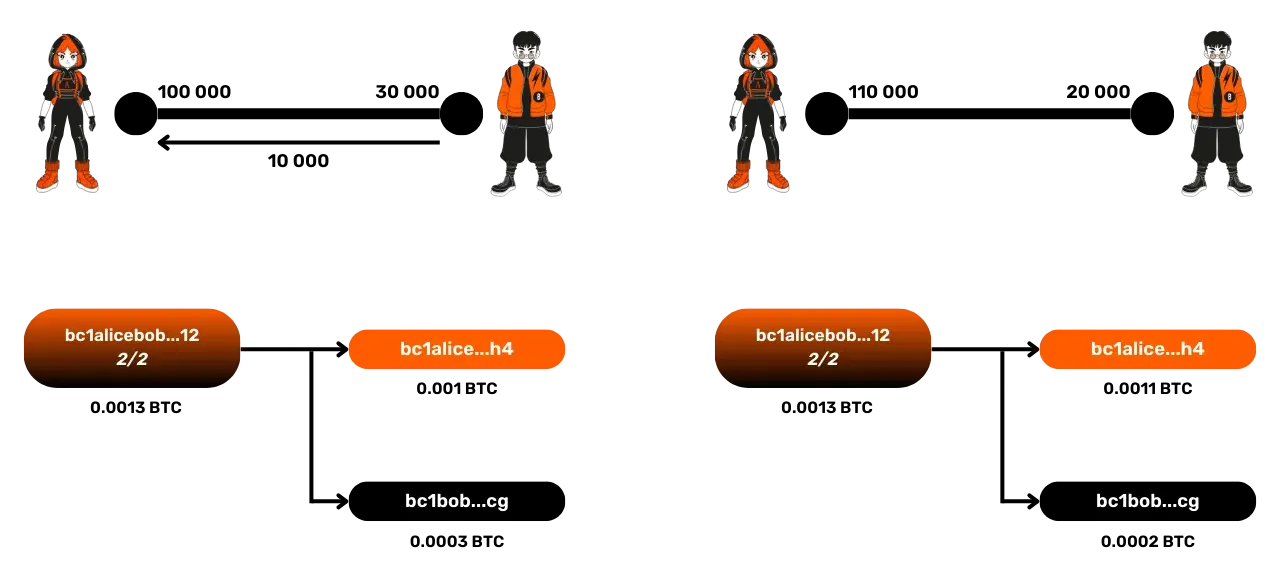 100 000
30 000
10 000
110 000
20 000
bc1alicebob...12
2/2
0.0013 BTC
bc1alice...h4
0.001 BTC
bc1bob...cg
0.0003 BTC
bc1alicebob...12
2/2
0.0013 BTC
bc1alice...h4
0.0011 BTC
bc1bob...cg
0.0002 BTC